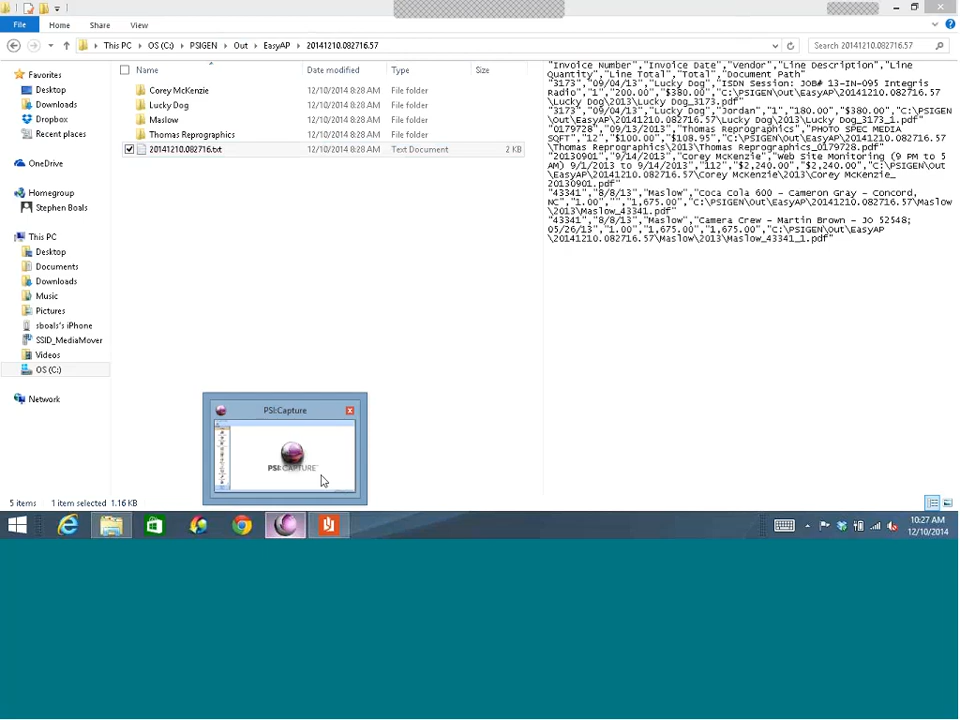 File
Home
Share
View
This PC
OS (C:)
PSIGEN
Out
EasyAP
20141210.082716.57
Search 20141210.082716.57
Favorites
Desktop
Downloads
Dropbox
Recent places
OneDrive
Homegroup
Stephen Boals
This PC
Desktop
Documents
Downloads
Music
Pictures
sboals's iPhone
SSID_MediaMover
Videos
OS (C:)
Network
Name Date modified Type Size
Corey McKenzie 12/10/2014 8:28 AM File folder
Lucky Dog 12/10/2014 8:28 AM File folder
Maslow 12/10/2014 8:28 AM File folder
Thomas Reprographics 12/10/2014 8:28 AM File folder
20141210.082716.txt 12/10/2014 8:28 AM Text Document 2 KB
"Invoice Number","Invoice Date","Vendor","Line Description","Line
Quantity","Line Total","Total","Document Path"
"3173","09/04/13","Lucky Dog","ISDN Session: JOB# 13-IN-095 Integris
Radio","1","200.00","$380.00","C:\PSIGEN\Out\EasyAP\20141210.082716.57
\Lucky Dog\2013\Lucky Dog_3173.pdf"
"3173","09/04/13","Lucky Dog","Jordan","1","180.00","$380.00","C:\PSIGEN
\Out\EasyAP\20141210.082716.57\Lucky Dog\2013\Lucky Dog_3173_1.pdf"
"0179728","09/13/2013","Thomas Reprographics","PHOTO SPEC MEDIA
SQFT","12","$100.00","$108.95","C:\PSIGEN\Out\EasyAP\20141210.082716.57
\Thomas Reprographics\2013\Thomas Reprographics_0179728.pdf"
"20130901","9/14/2013","Corey McKenzie","Web Site Monitoring (9 PM to 5
AM) 9/1/2013 to 9/14/2013","112","$2,240.00","$2,240.00","C:\PSIGEN\Out
\EasyAP\20141210.082716.57\Corey McKenzie\2013\Corey McKenzie_
20130901.pdf"
"43341","8/8/13","Maslow","Coca Cola 600 - Cameron Gray - Concord,
NC","1.00","","1,675.00","C:\PSIGEN\Out\EasyAP\20141210.082716.57\Maslow
\2013\Maslow_43341.pdf"
"43341","8/8/13","Maslow","Camera Crew - Martin Brown - JO 52548;
05/26/13","1.00","1,675.00","1,675.00","C:\PSIGEN\Out\EasyAP
\20141210.082716.57\Maslow\2013\Maslow_43341_1.pdf"
PSI:Capture
PSI:CAPTURE
5 items 1 item selected 1.16 KB
10:27 AM
12/10/2014